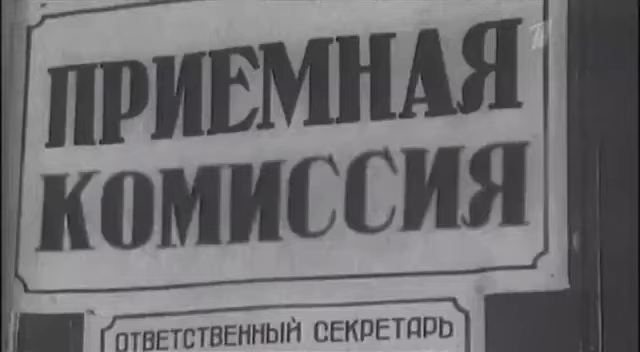 ПРИЕМНАЯ
КОМИССИЯ
ОТВЕТСТВЕННЫЙ СЕКРЕТАРЬ